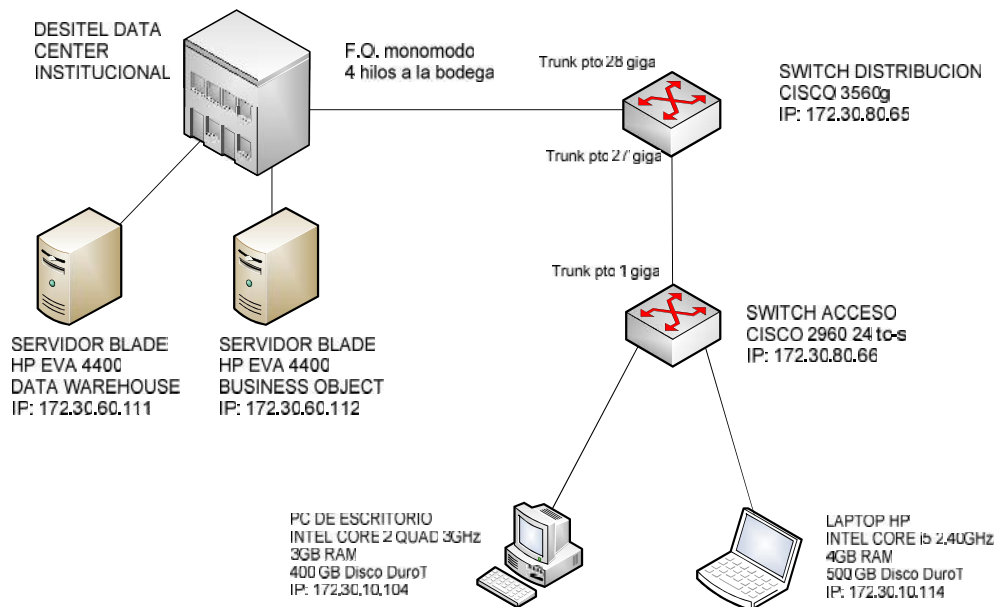 DESITEL DATA
CENTER
INSTITUCIONAL
F.O. monomodo
4 hilos a la bodega
Trunk pto 28 giga
SWITCH DISTRIBUCION
CISCO 3560g
IP: 172.30.80.65
Trunk pto 27 giga
Trunk pto 1 giga
SWITCH ACCESO
CISCO 2960 24 tc-s
IP: 172.30.80.66
SERVIDOR BLADE
HP EVA 4400
DATA WAREHOUSE
IP: 172.30.60.111
SERVIDOR BLADE
HP EVA 4400
BUSINESS OBJECT
IP: 172.30.60.112
PC DE ESCRITORIO
INTEL CORE 2 QUAD 3GHz
3GB RAM
400 GB Disco DuroT
IP: 172.30.10.104
LAPTOP HP
INTEL CORE i5 2,40GHz
4GB RAM
500 GB Disco DuroT
IP: 172.30.10.114